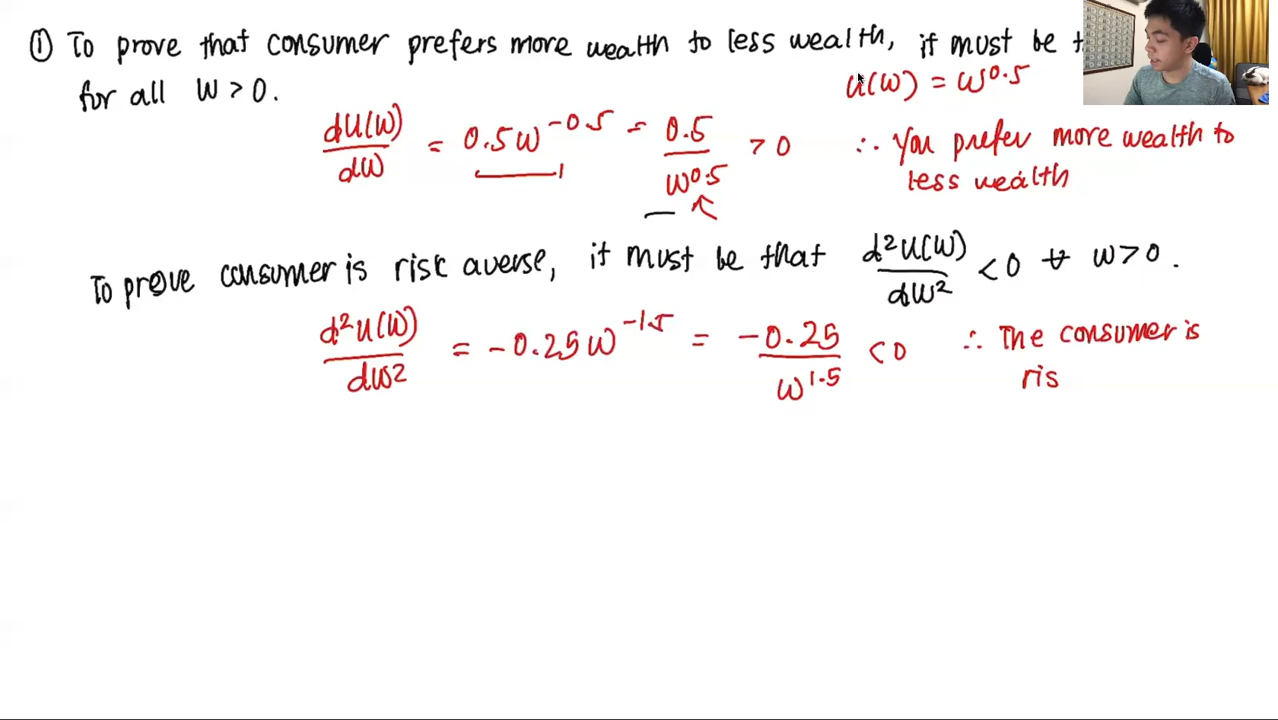 ① To prove that consumer prefers more wealth to less wealth, it must be t
for all W > 0.
U(W) = W^0.5
dU(W)/dW = 0.5W^-0.5 = 0.5/W^0.5 > 0 ∴ You prefer more wealth to
less wealth
To prove consumer is risk averse, it must be that d²U(W)/dW² < 0 ∀ W > 0.
d²U(W)/dW² = -0.25W^-1.5 = -0.25/W^1.5 < 0 ∴ The consumer is
ris